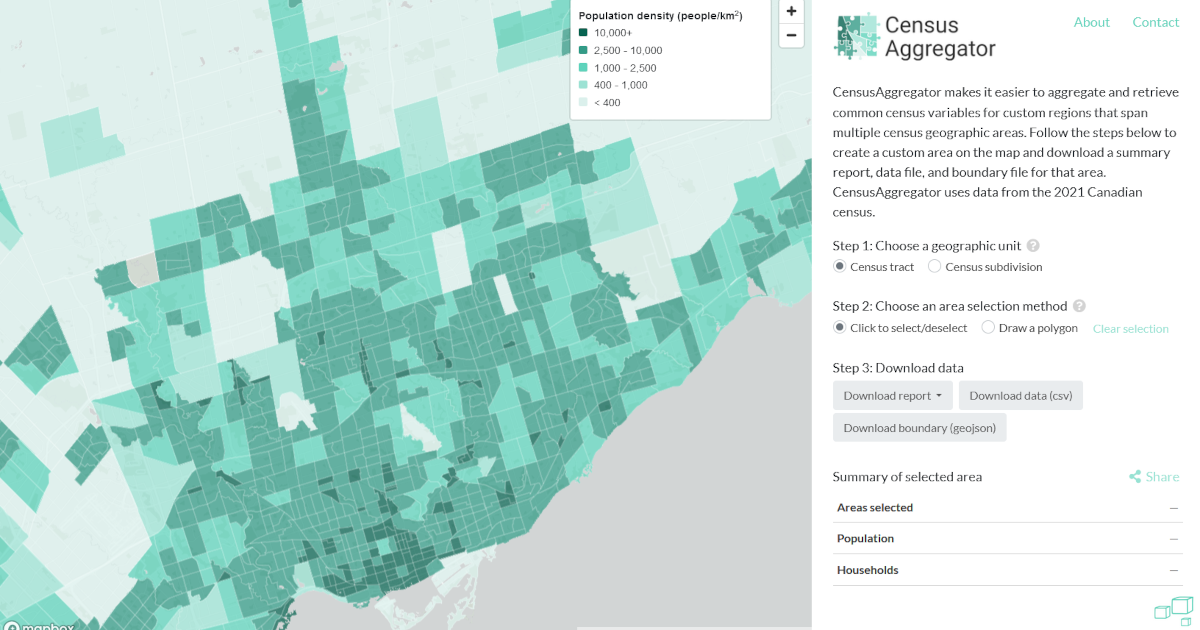 Population density (people/km²)
10,000+
2,500 - 10,000
1,000 - 2,500
400 - 1,000
< 400
+
−
mapbox
Census
Aggregator
About
Contact
CensusAggregator makes it easier to aggregate and retrieve
common census variables for custom regions that span
multiple census geographic areas. Follow the steps below to
create a custom area on the map and download a summary
report, data file, and boundary file for that area.
CensusAggregator uses data from the 2021 Canadian
census.
Step 1: Choose a geographic unit ?
Census tract Census subdivision
Step 2: Choose an area selection method ?
Click to select/deselect Draw a polygon Clear selection
Step 3: Download data
Download report Download data (csv)
Download boundary (geojson)
Summary of selected area Share
Areas selected –
Population –
Households –